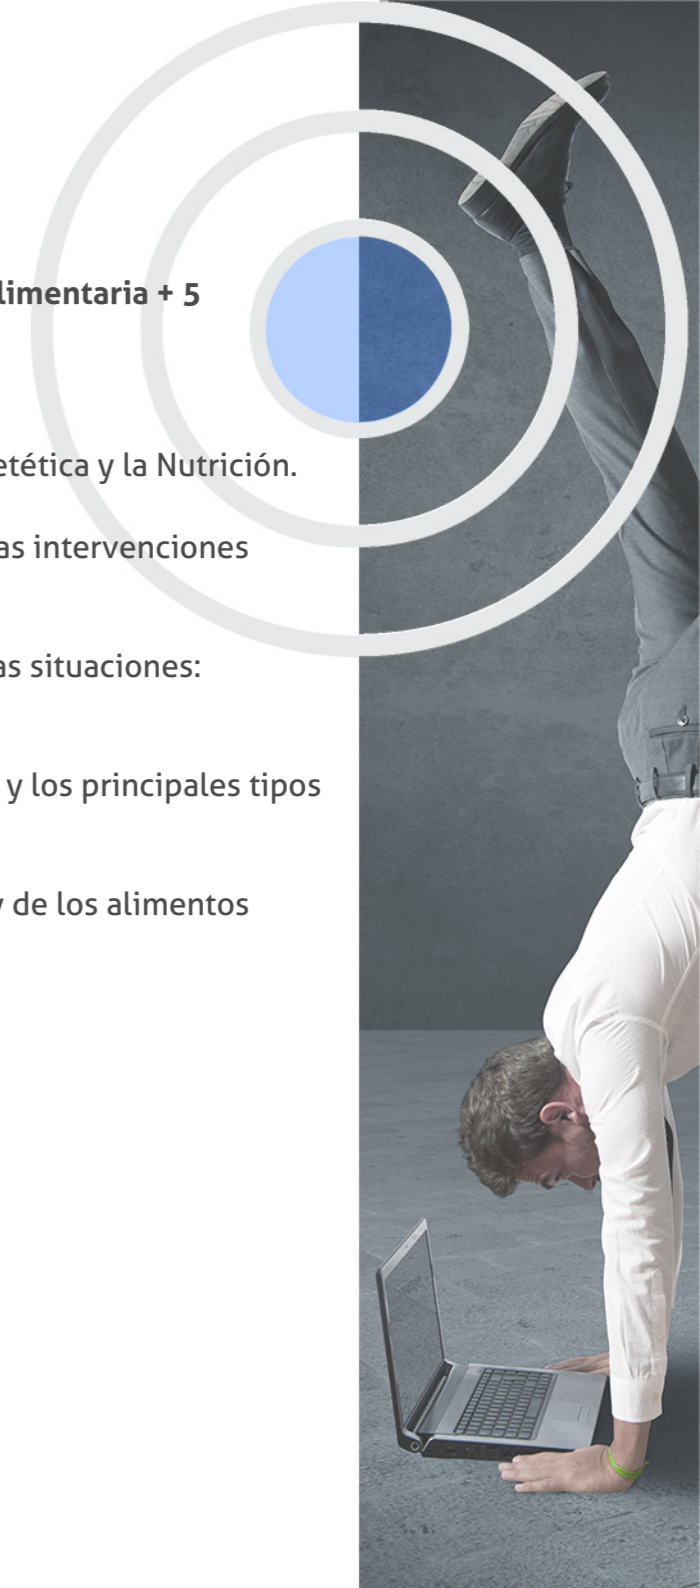 limentaria + 5
etética y la Nutrición.
as intervenciones
as situaciones:
y los principales tipos
y de los alimentos